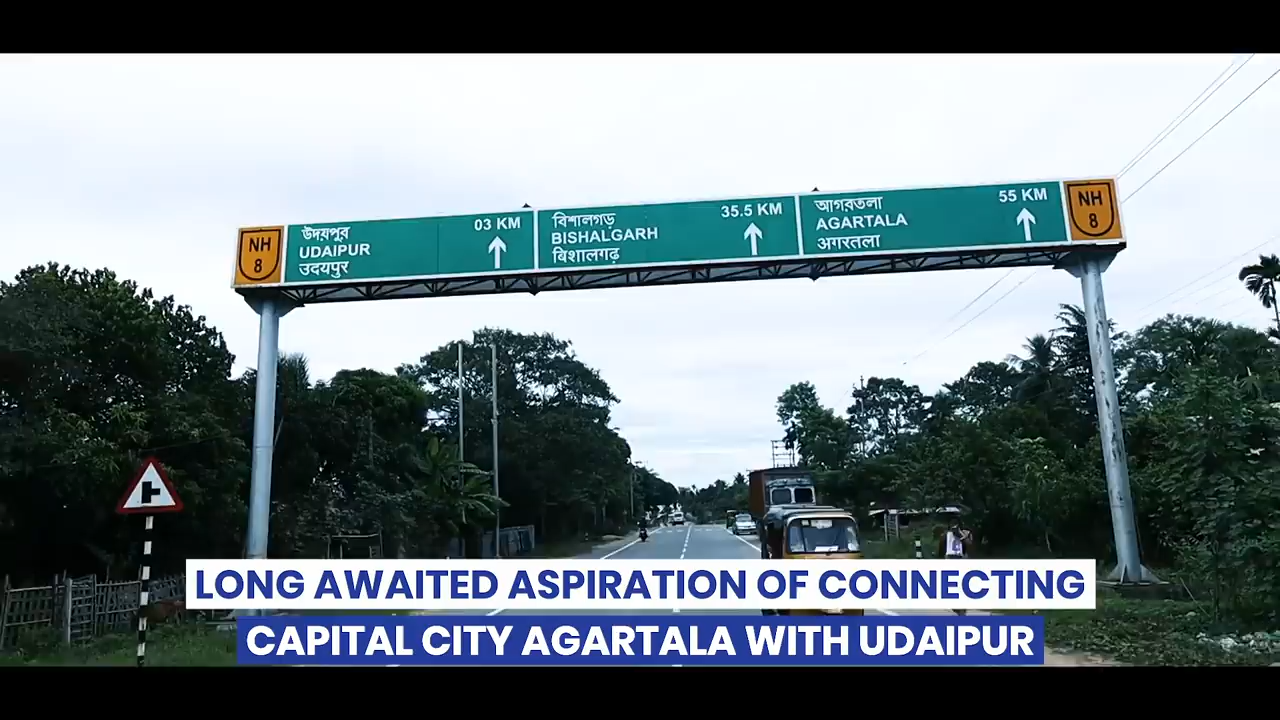 NH
8
উদয়পুর
UDAIPUR
उदयपुर
03 KM
বিশালগড়
BISHALGARH
बिशालगढ़
35.5 KM
আগরতলা
AGARTALA
अगरतला
55 KM
NH
8
LONG AWAITED ASPIRATION OF CONNECTING
CAPITAL CITY AGARTALA WITH UDAIPUR